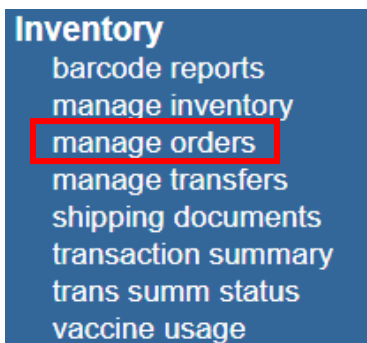 Inventory
barcode reports
manage inventory
manage orders
manage transfers
shipping documents
transaction summary
trans summ status
vaccine usage